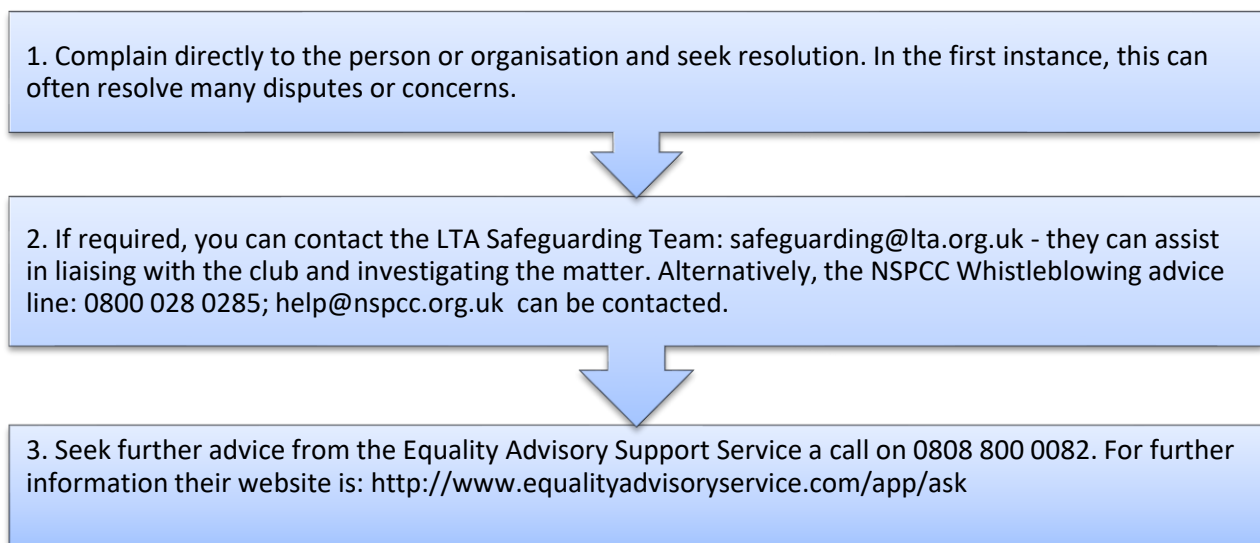 1. Complain directly to the person or organisation and seek resolution. In the first instance, this can
often resolve many disputes or concerns.
2. If required, you can contact the LTA Safeguarding Team: safeguarding@lta.org.uk - they can assist
in liaising with the club and investigating the matter. Alternatively, the NSPCC Whistleblowing advice
line: 0800 028 0285; help@nspcc.org.uk can be contacted.
3. Seek further advice from the Equality Advisory Support Service a call on 0808 800 0082. For further
information their website is: http://www.equalityadvisoryservice.com/app/ask